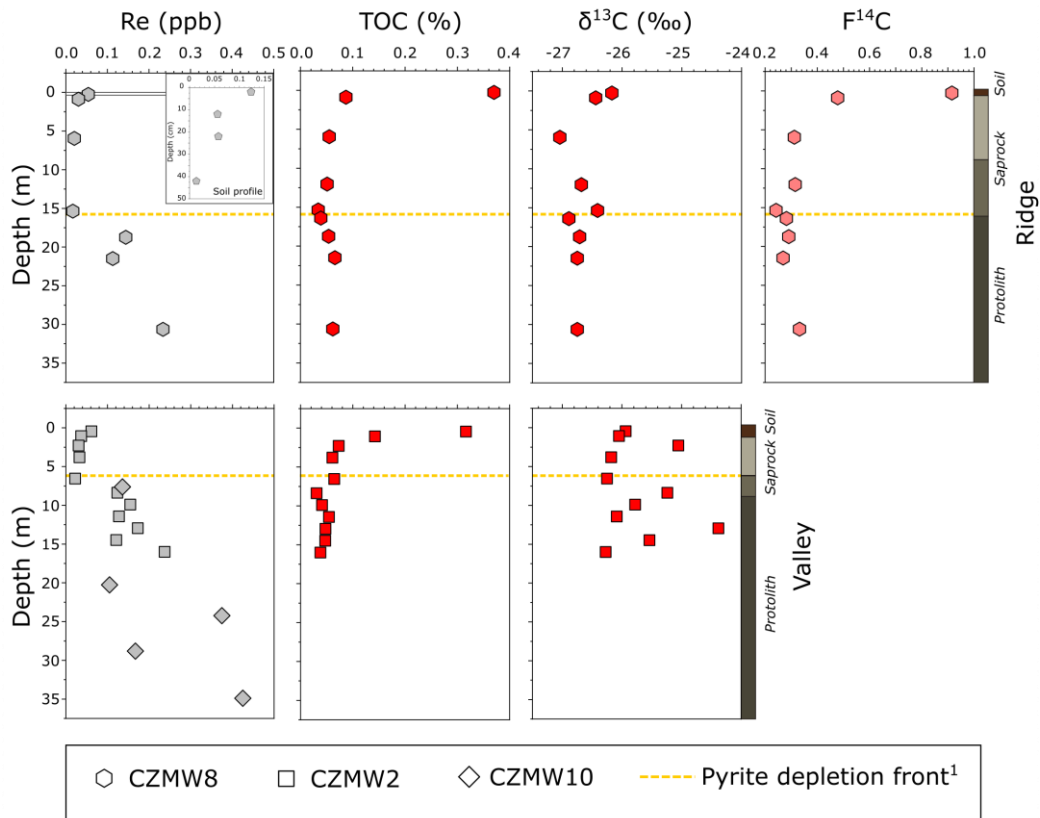 Re (ppb) TOC (%) δ¹³C (‰) F¹⁴C
0.0 0.1 0.2 0.3 0.4 0.5 0.0 0.1 0.2 0.3 0.4 -27 -26 -25 -24 0.2 0.4 0.6 0.8 1.0
0 0.05 0.1 0.15
Depth (cm)
0
10
20
30
40
50
Soil profile
Depth (m)
0
5
10
15
20
25
30
35
Soil
Saprock
Protolith
Ridge
Depth (m)
0
5
10
15
20
25
30
35
Soil
Saprock
Protolith
Valley
CZMW8 CZMW2 CZMW10 Pyrite depletion front¹